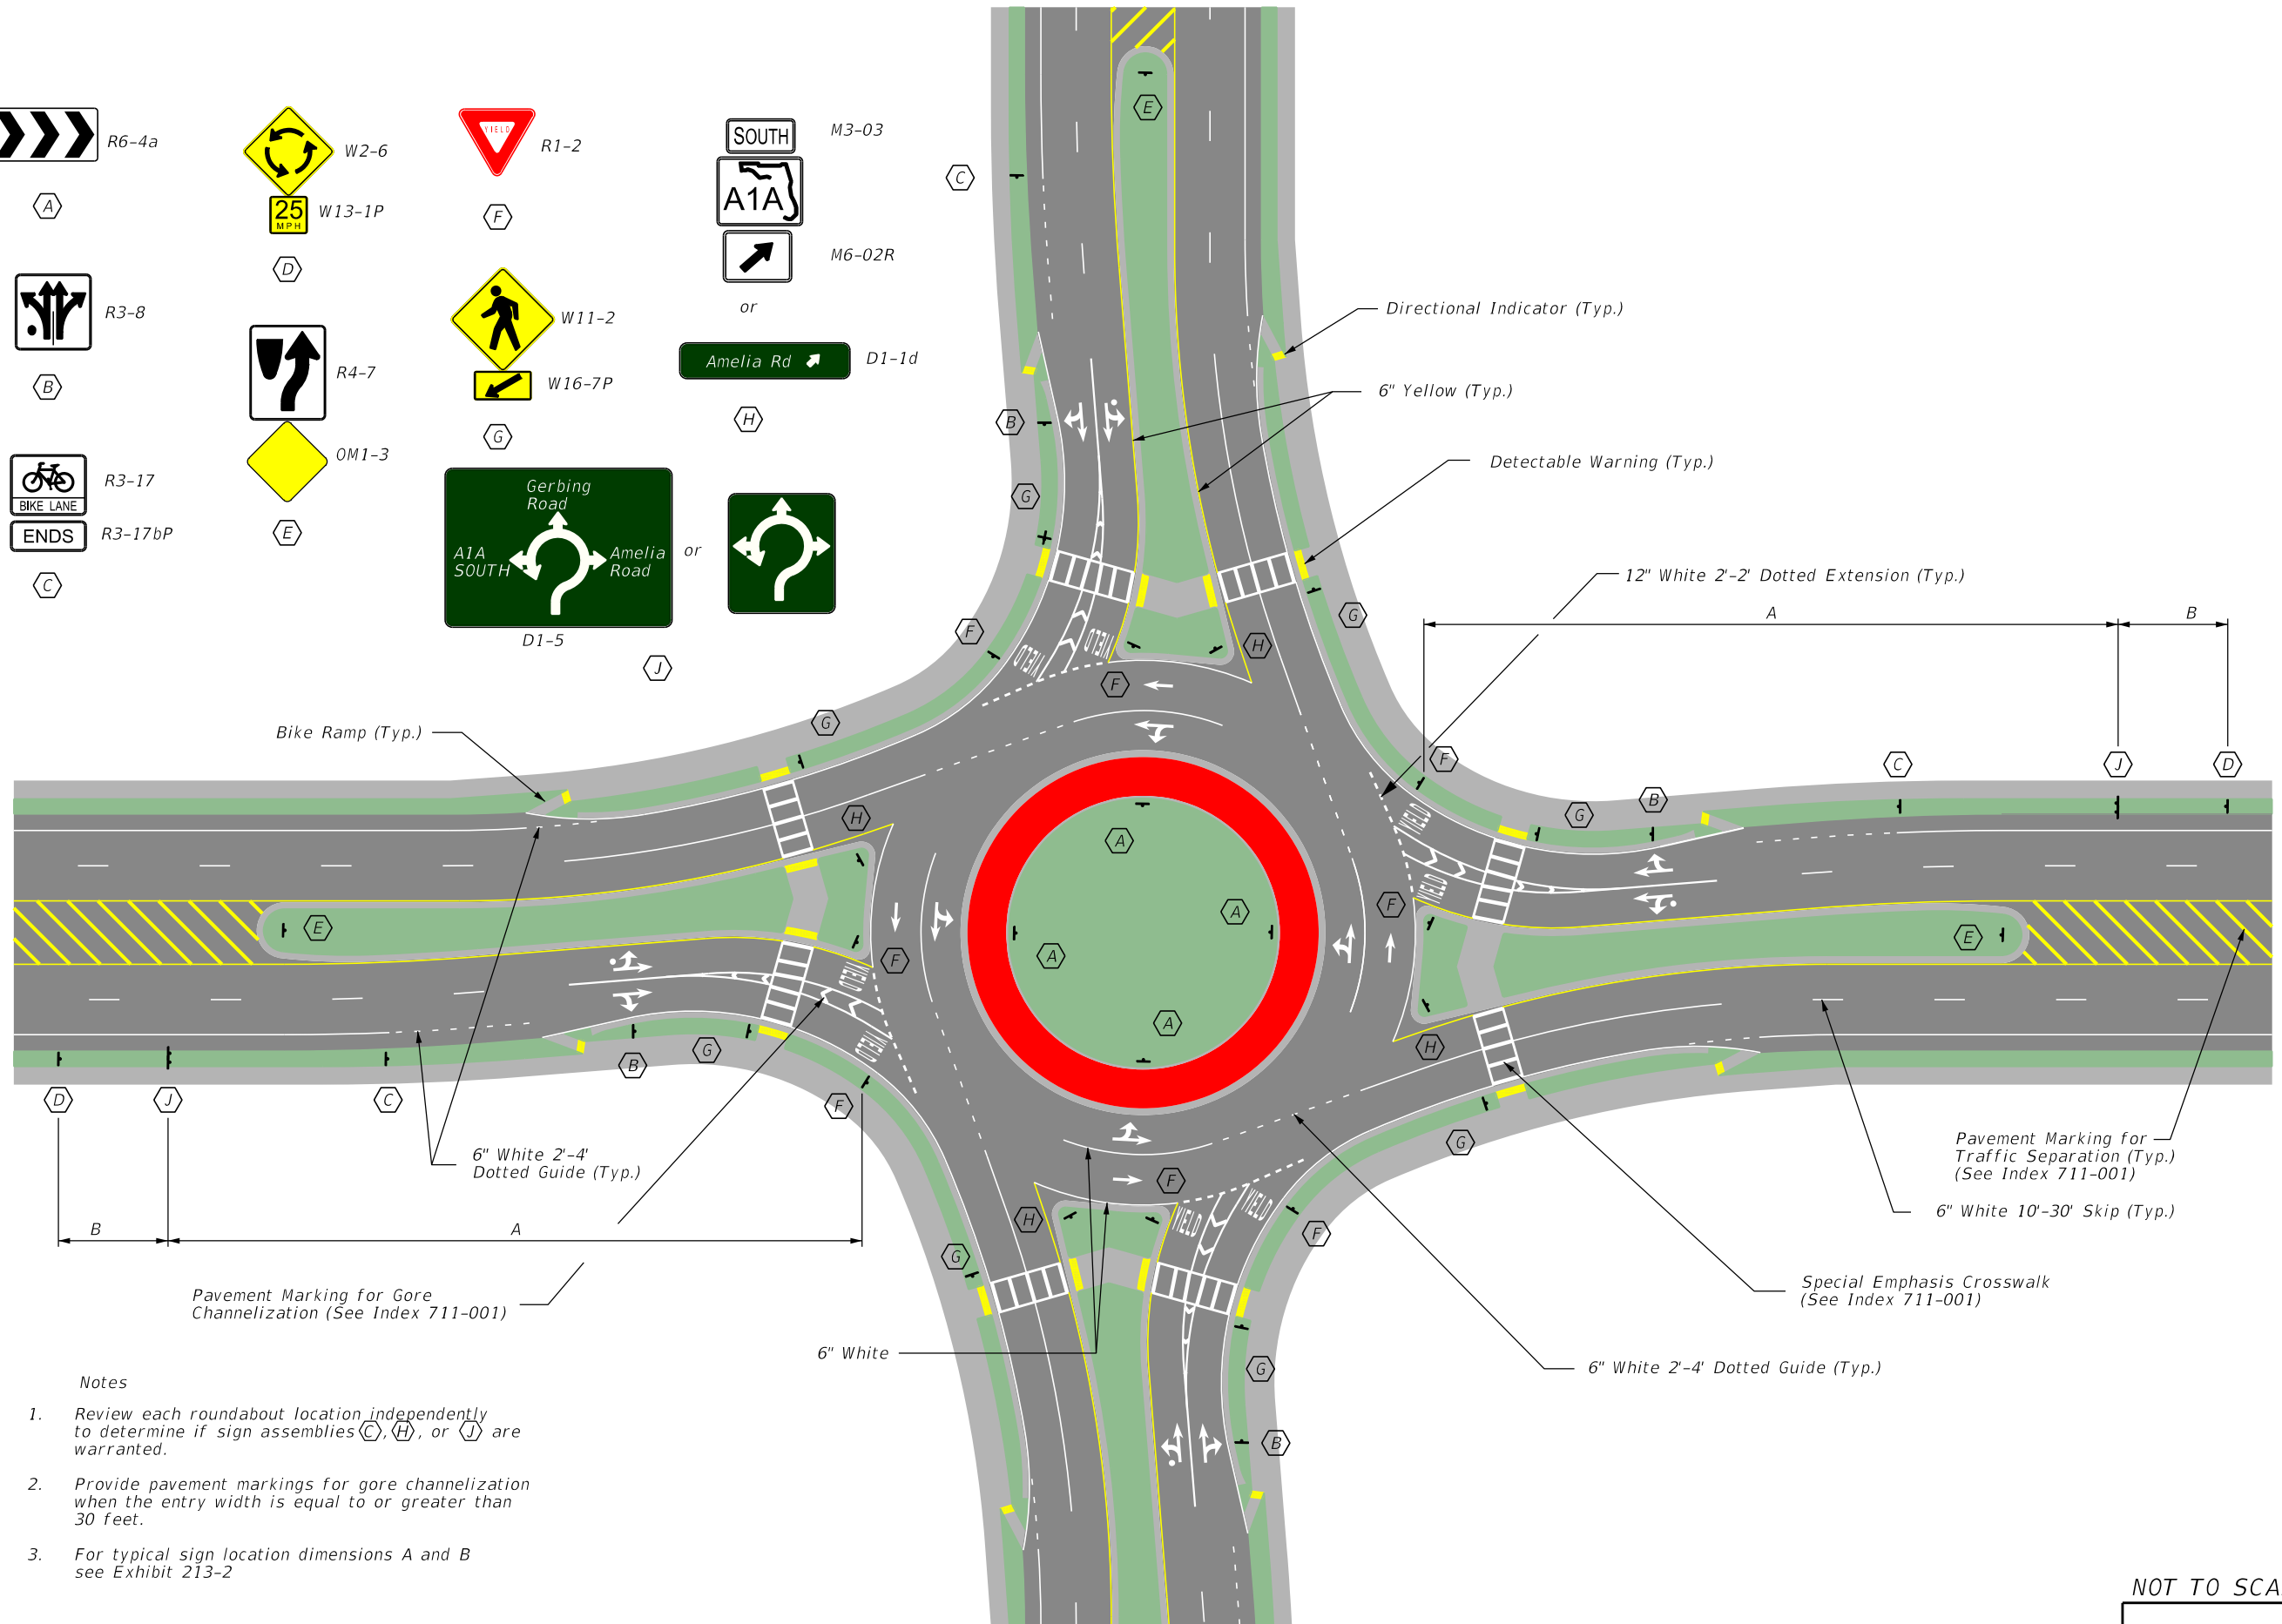 R6-4a
A
R3-8
B
BIKE LANE
R3-17
ENDS
R3-17bP
C
W2-6
25
MPH
W13-1P
D
R4-7
OM1-3
E
YIELD
R1-2
F
W11-2
W16-7P
G
SOUTH
M3-03
A1A
M6-02R
or
Amelia Rd
D1-1d
H
Gerbing
Road
A1A
SOUTH
Amelia
Road
D1-5
or
J
E
C
B
G
F
F
G
H
G
Directional Indicator (Typ.)
6" Yellow (Typ.)
Detectable Warning (Typ.)
12" White 2'-2' Dotted Extension (Typ.)
A
B
F
G
B
C
J
D
Bike Ramp (Typ.)
H
E
F
A
A
A
A
F
E
H
YIELD
YIELD
YIELD
YIELD
YIELD
YIELD
YIELD
YIELD
D
J
C
B
G
F
6" White 2'-4'
Dotted Guide (Typ.)
B
A
Pavement Marking for Gore
Channelization (See Index 711-001)
H
F
G
F
G
G
B
6" White
Pavement Marking for
Traffic Separation (Typ.)
(See Index 711-001)
6" White 10'-30' Skip (Typ.)
Special Emphasis Crosswalk
(See Index 711-001)
6" White 2'-4' Dotted Guide (Typ.)
Notes
1. Review each roundabout location independently
to determine if sign assemblies C, H, or J are
warranted.
2. Provide pavement markings for gore channelization
when the entry width is equal to or greater than
30 feet.
3. For typical sign location dimensions A and B
see Exhibit 213-2
NOT TO SCA